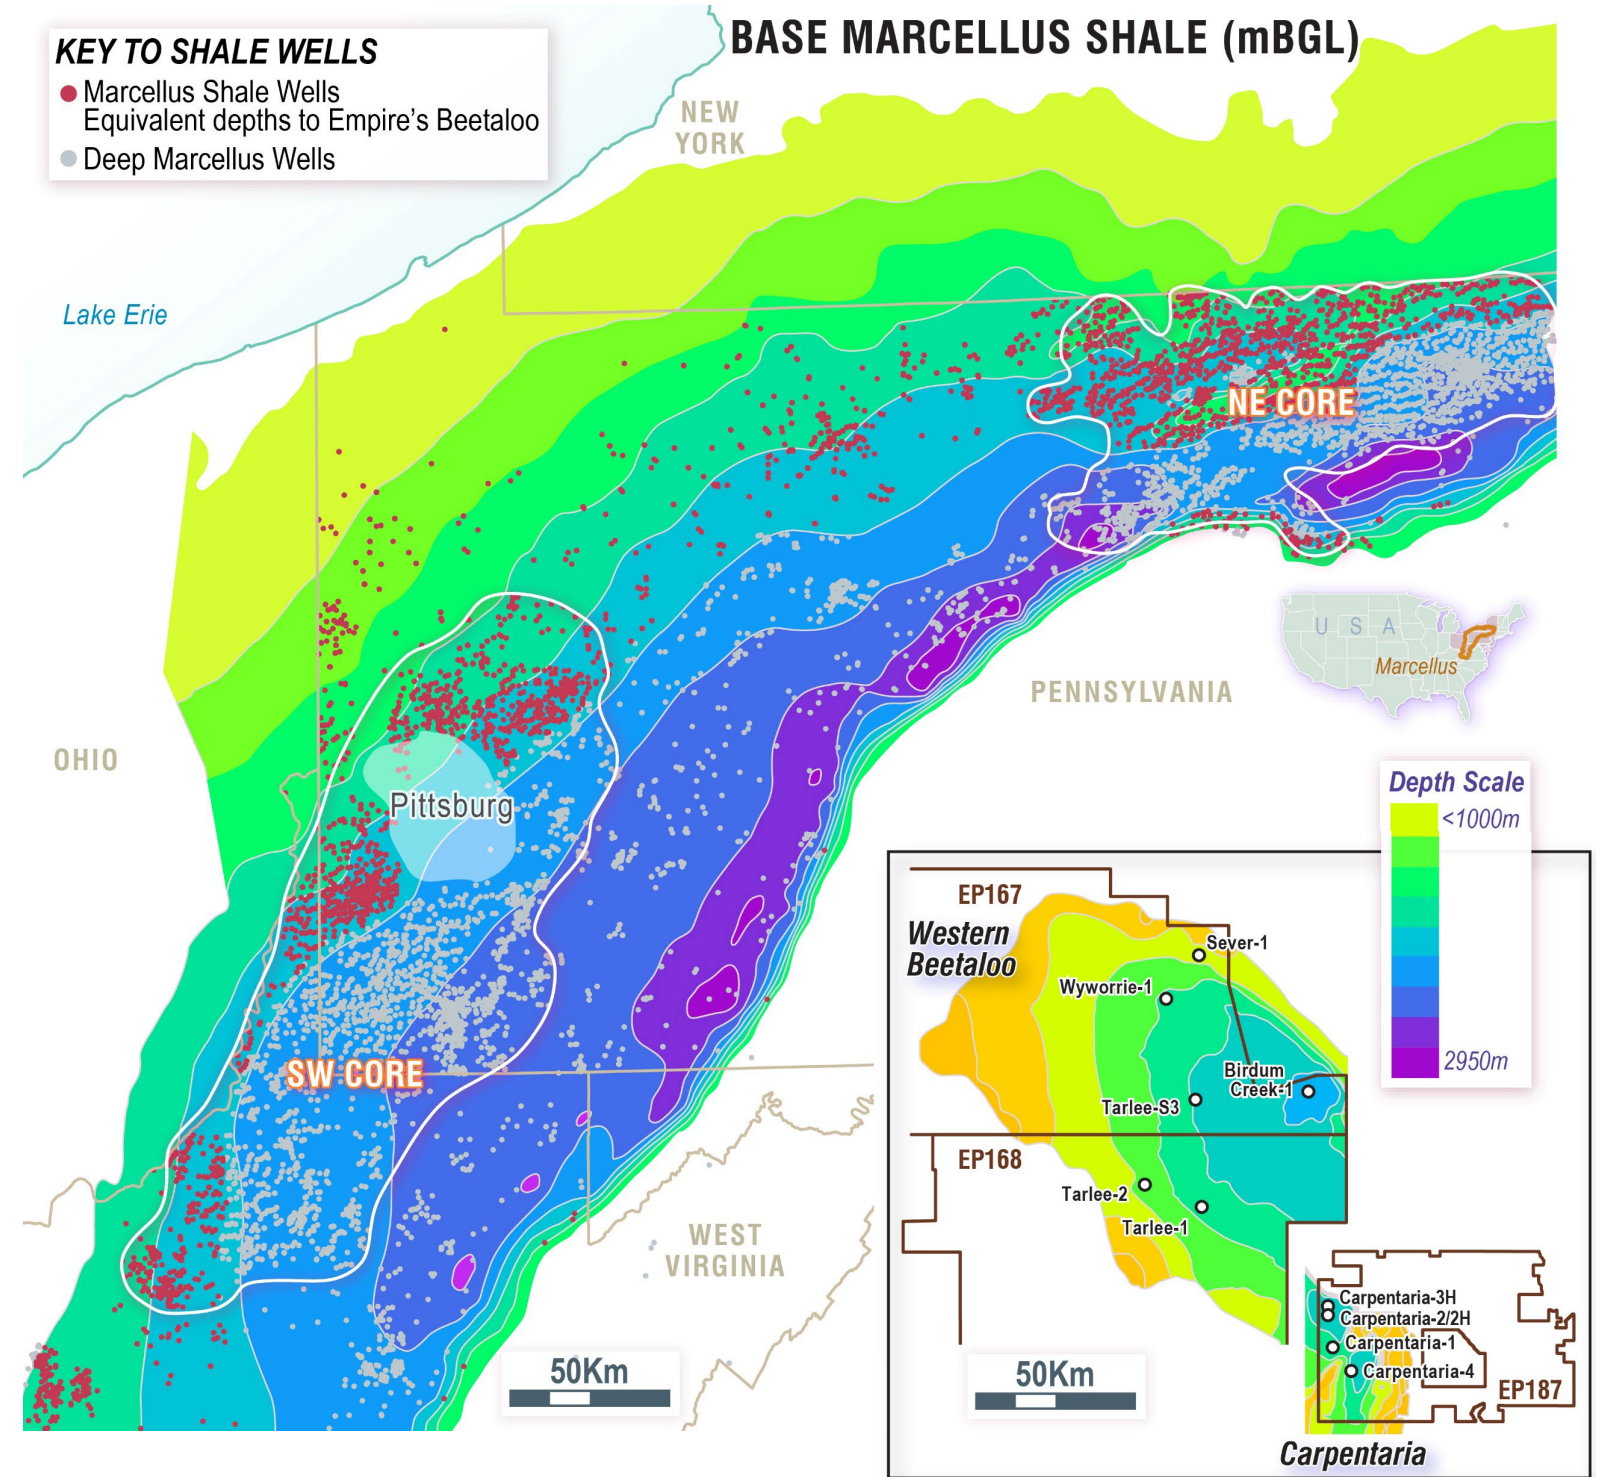 BASE MARCELLUS SHALE (mBGL)
KEY TO SHALE WELLS
Marcellus Shale Wells
Equivalent depths to Empire's Beetaloo
Deep Marcellus Wells
NEW
YORK
Lake Erie
NE CORE
USA
Marcellus
PENNSYLVANIA
OHIO
Pittsburg
SW CORE
WEST
VIRGINIA
50Km
Depth Scale
<1000m
2950m
EP167
Western
Beetaloo
Sever-1
Wyworrie-1
Birdum
Creek-1
Tarlee-S3
EP168
Tarlee-2
Tarlee-1
50Km
Carpentaria-3H
Carpentaria-2/2H
Carpentaria-1
Carpentaria-4
EP187
Carpentaria